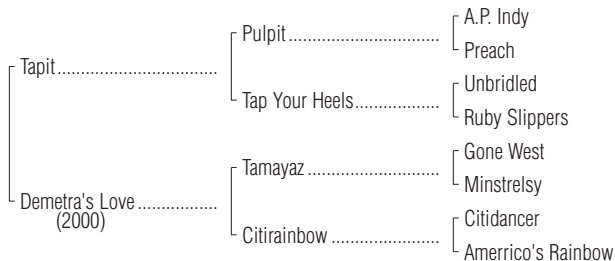 A.P. Indy
Pulpit..................................
Preach
Tapit....................................
Unbridled
Tap Your Heels...................
Ruby Slippers
Gone West
Tamayaz .............................
Minstrelsy
Demetra's Love .................
(2000)
Citidancer
Citirainbow ........................
Amerrico's Rainbow